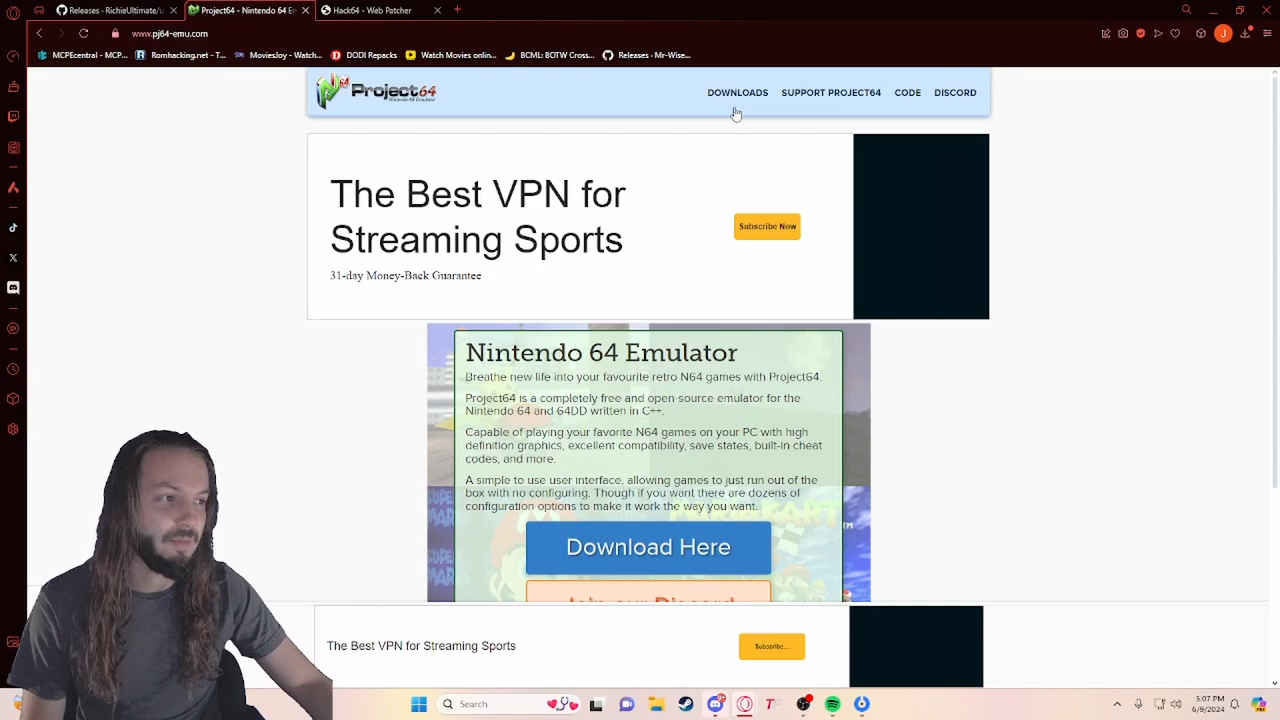 Releases · RichieUltimate/u
Project64 - Nintendo 64 E
Hack64 - Web Patcher
www.pj64-emu.com
J
MCPEcentral - MCP...
Romhacking.net - T...
MoviesJoy - Watch...
DODI Repacks
Watch Movies onlin...
BCML: BOTW Cross...
Releases · Mr-Wise...
Project64
Nintendo 64 Emulator
DOWNLOADS
SUPPORT PROJECT64
CODE
DISCORD
The Best VPN for
Streaming Sports
31-day Money-Back Guarantee
Subscribe Now
Nintendo 64 Emulator
Breathe new life into your favourite retro N64 games with Project64.
Project64 is a completely free and open-source emulator for the
Nintendo 64 and 64DD written in C++.
Capable of playing your favorite N64 games on your PC with high
definition graphics, excellent compatibility, save states, built-in cheat
codes, and more.
A simple to use user interface, allowing games to just run out of the
box with no configuring. Though if you want there are dozens of
configuration options to make it work the way you want.
Download Here
Join our Discord
The Best VPN for Streaming Sports
Subscribe...
Search
5:07 PM
6/9/2024